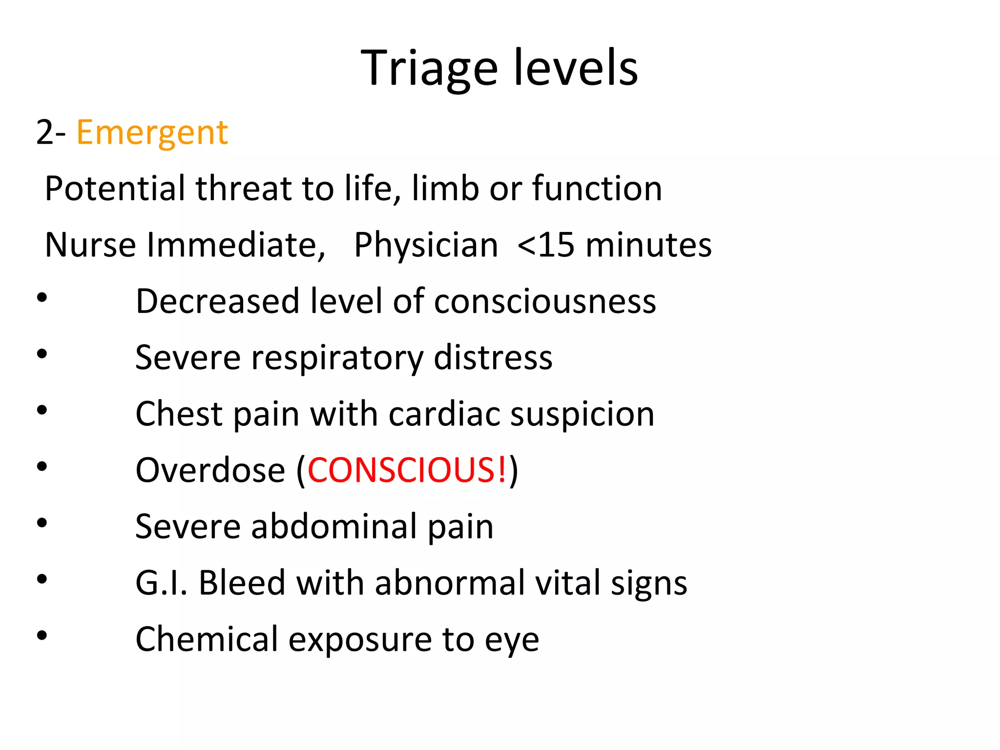 Triage levels
2- Emergent
Potential threat to life, limb or function
Nurse Immediate, Physician <15 minutes
• Decreased level of consciousness
• Severe respiratory distress
• Chest pain with cardiac suspicion
• Overdose (CONSCIOUS!)
• Severe abdominal pain
• G.I. Bleed with abnormal vital signs
• Chemical exposure to eye